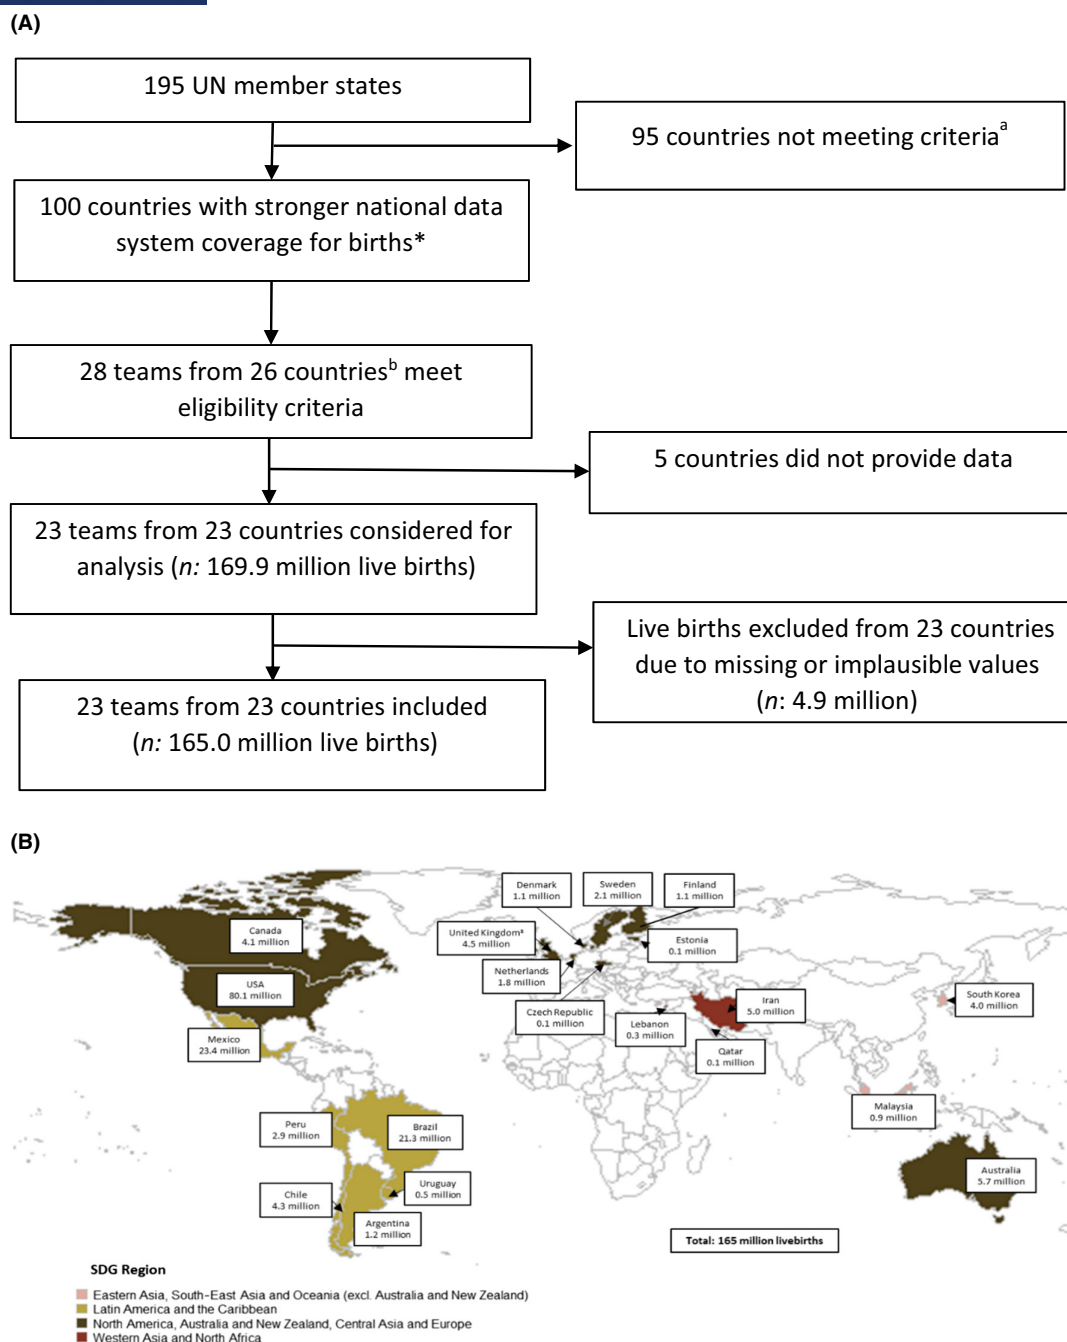 (A)
195 UN member states
95 countries not meeting criteriaᵃ
100 countries with stronger national data
system coverage for births*
28 teams from 26 countriesᵇ meet
eligibility criteria
5 countries did not provide data
23 teams from 23 countries considered for
analysis (n: 169.9 million live births)
Live births excluded from 23 countries
due to missing or implausible values
(n: 4.9 million)
23 teams from 23 countries included
(n: 165.0 million live births)
(B)
Denmark
1.1 million
Sweden
2.1 million
Finland
1.1 million
Canada
4.1 million
United Kingdomᵃ
4.5 million
Estonia
0.1 million
Netherlands
1.8 million
USA
80.1 million
Czech Republic
0.1 million
Iran
5.0 million
South Korea
4.0 million
Lebanon
0.3 million
Mexico
23.4 million
Qatar
0.1 million
Malaysia
0.9 million
Peru
2.9 million
Brazil
21.3 million
Australia
5.7 million
Uruguay
0.5 million
Chile
4.3 million
Argentina
1.2 million
Total: 165 million livebirths
SDG Region
Eastern Asia, South-East Asia and Oceania (excl. Australia and New Zealand)
Latin America and the Caribbean
North America, Australia and New Zealand, Central Asia and Europe
Western Asia and North Africa